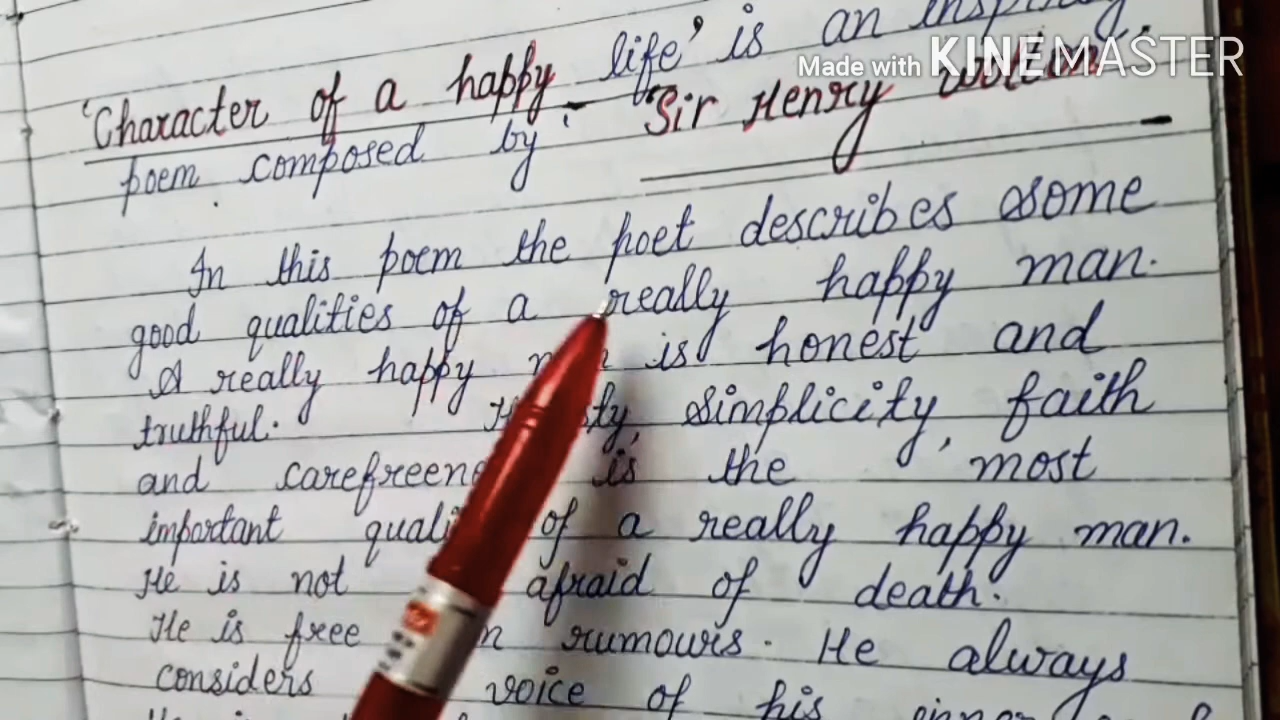 'Character of a happy life' is an
Made with KINEMASTER
poem composed by :- "Sir Henry
In this poem the poet describes some
good qualities of a really happy man.
A really happy is honest and
truthful. simplicity, faith
and is the most
important of a really happy man.
He is not afraid of death.
He is free rumours. He always
considers voice of his